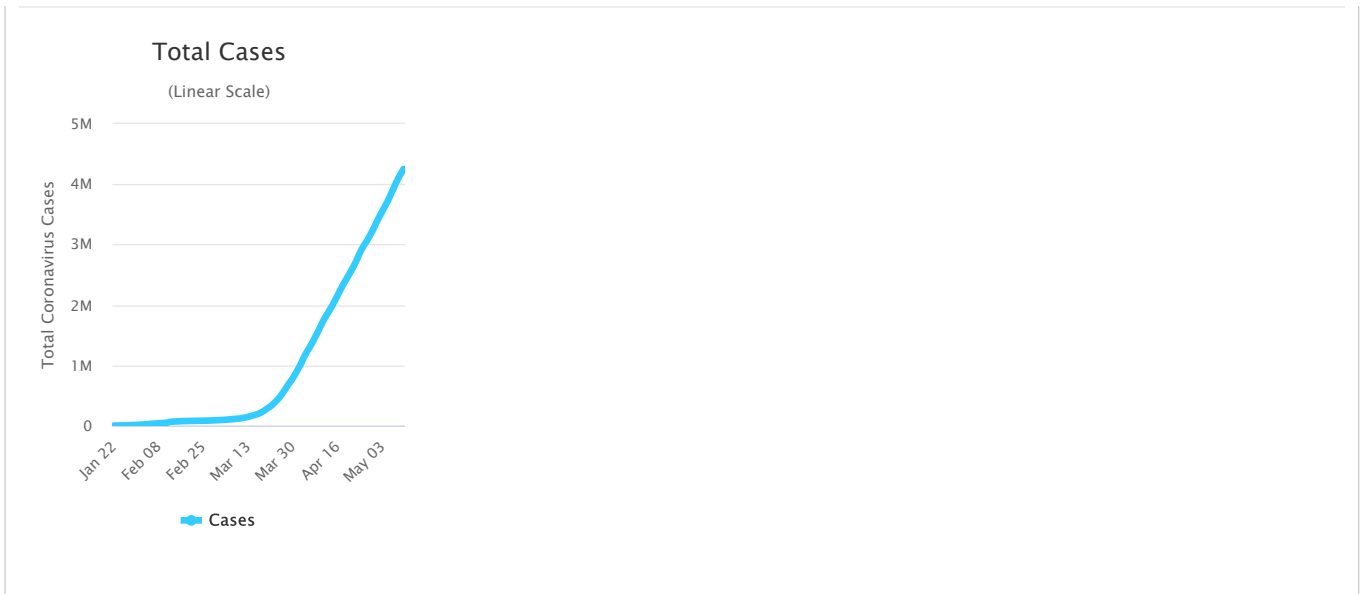 Total Cases
(Linear Scale)
Total Coronavirus Cases
5M
4M
3M
2M
1M
0
Jan 22
Feb 08
Feb 25
Mar 13
Mar 30
Apr 16
May 03
Cases